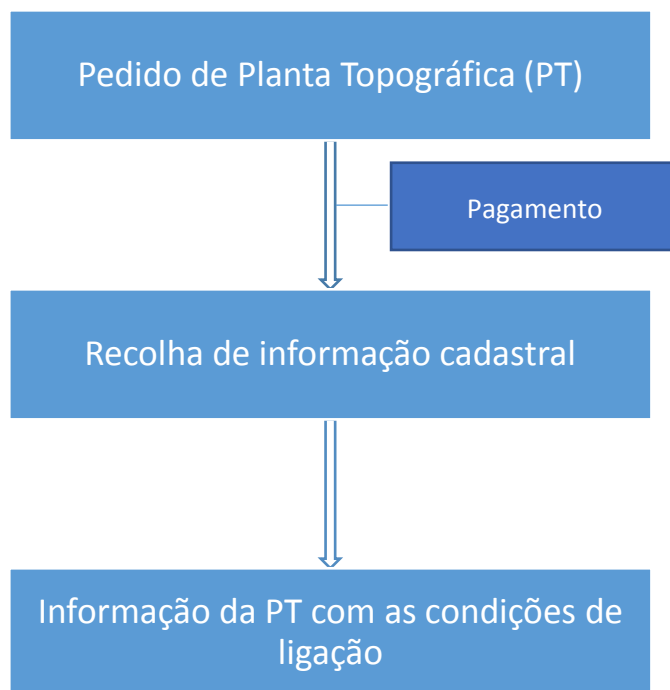 Pedido de Planta Topográfica (PT)
Pagamento
Recolha de informação cadastral
Informação da PT com as condições de
ligação